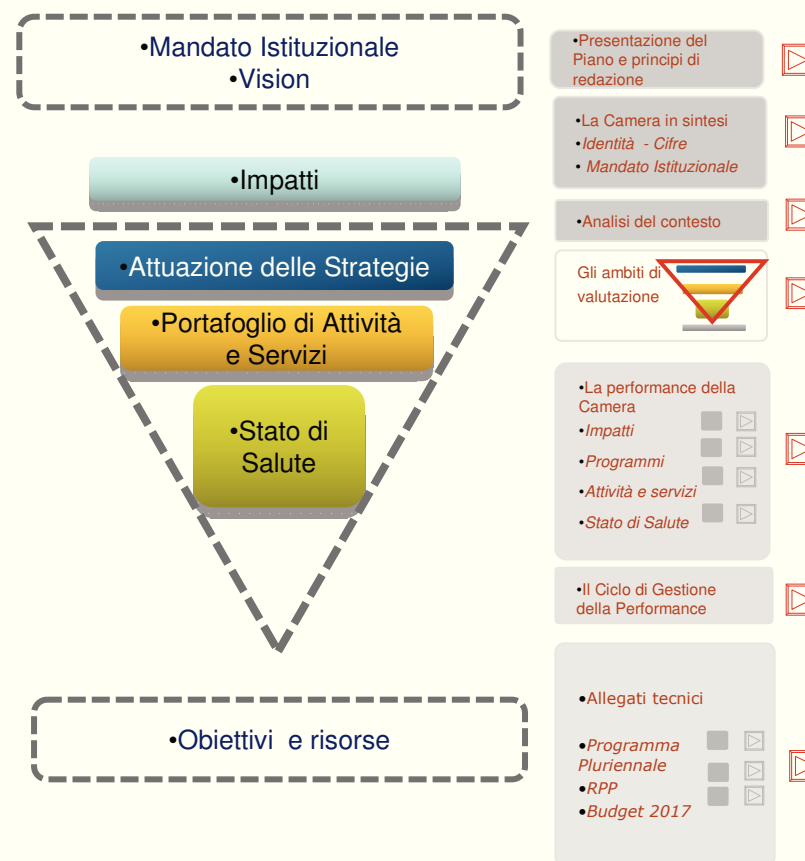 •Mandato Istituzionale
•Vision
•Impatti
•Attuazione delle Strategie
•Portafoglio di Attività
e Servizi
•Stato di
Salute
•Obiettivi e risorse
•Presentazione del
Piano e principi di
redazione
•La Camera in sintesi
•Identità - Cifre
• Mandato Istituzionale
•Analisi del contesto
Gli ambiti di
valutazione
•La performance della
Camera
•Impatti
•Programmi
•Attività e servizi
•Stato di Salute
•Il Ciclo di Gestione
della Performance
•Allegati tecnici
•Programma
Pluriennale
•RPP
•Budget 2017